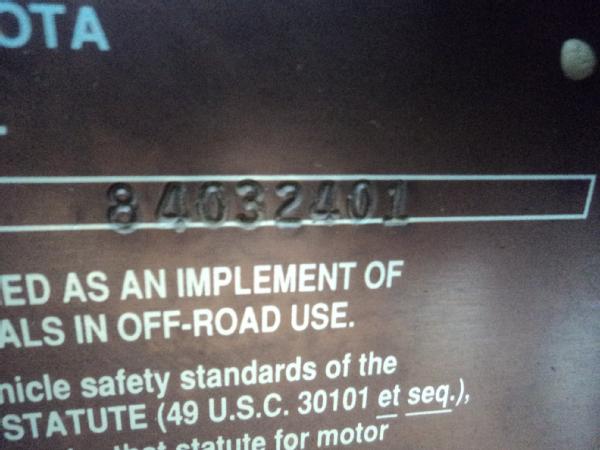 OTA
84032401
ED AS AN IMPLEMENT OF
ALS IN OFF-ROAD USE.
nicle safety standards of the
STATUTE (49 U.S.C. 30101 et seq.),
that statute for motor